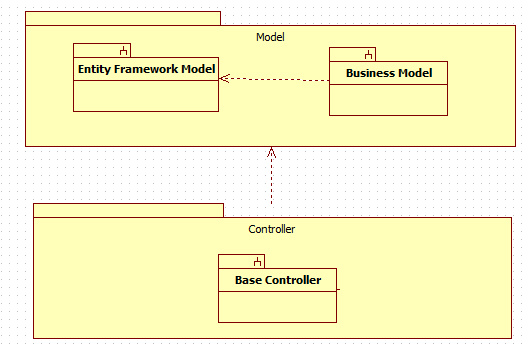 Model
Entity Framework Model
Business Model
Controller
Base Controller